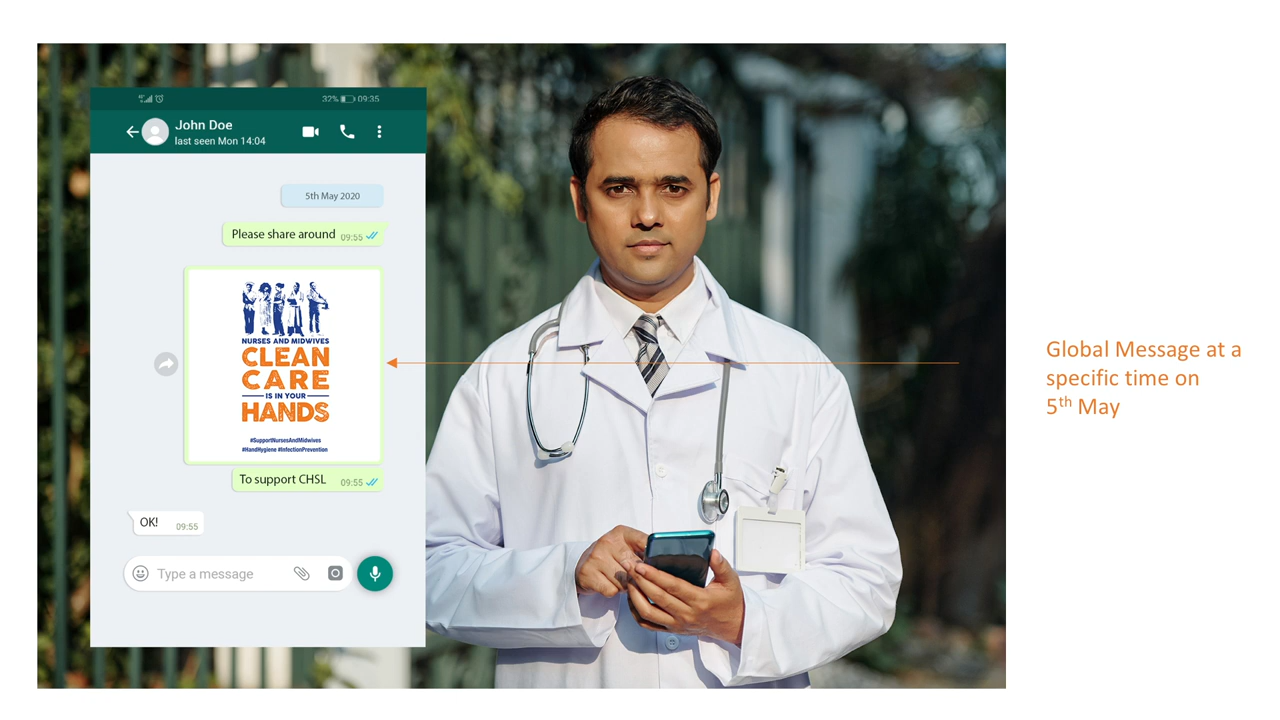 32% 09:35
John Doe
last seen Mon 14:04
5th May 2020
Please share around 09:55
NURSES AND MIDWIVES
CLEAN
CARE
IS IN YOUR
HANDS
#SupportNursesAndMidwives
#HandHygiene #InfectionPrevention
To support CHSL 09:55
OK! 09:55
Type a message
Global Message at a
specific time on
5th May